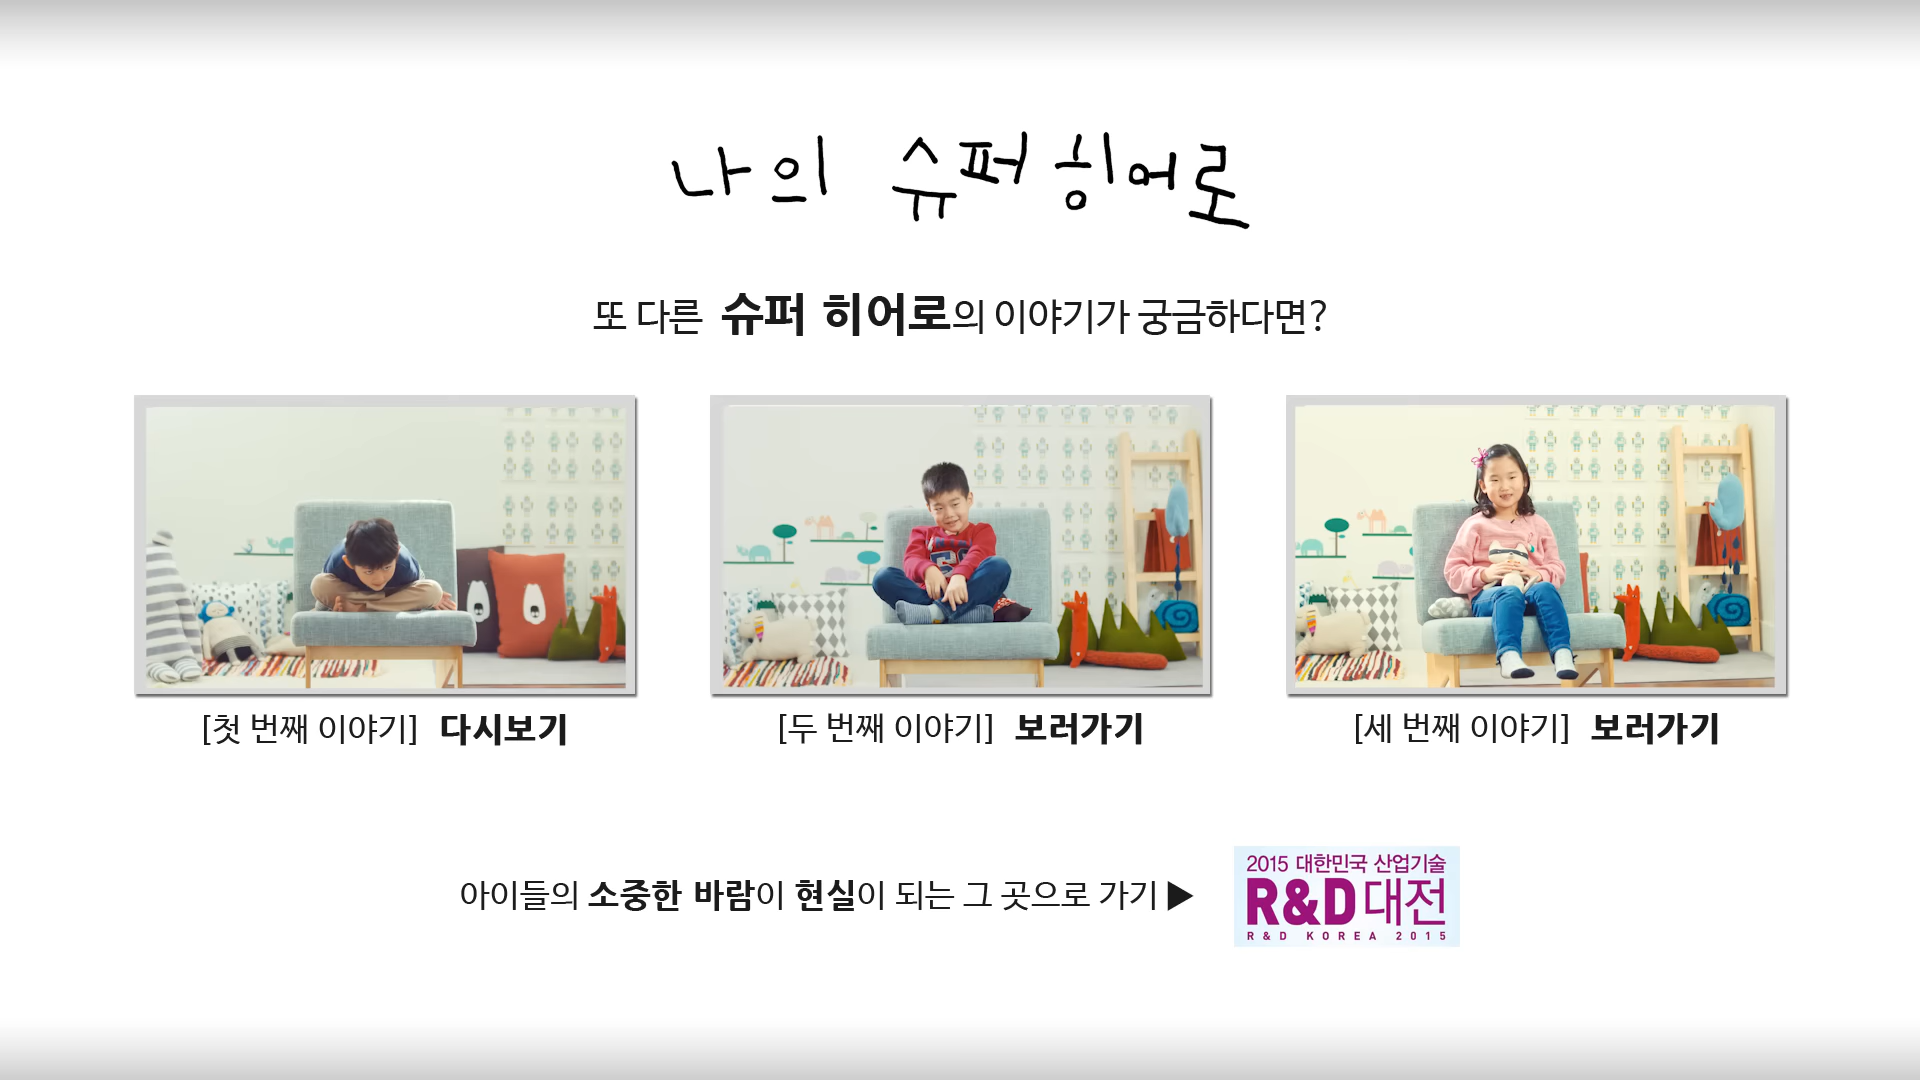 나의 슈퍼히어로
또 다른 슈퍼 히어로의 이야기가 궁금하다면?
[첫 번째 이야기] 다시보기
[두 번째 이야기] 보러가기
[세 번째 이야기] 보러가기
아이들의 소중한 바람이 현실이 되는 그 곳으로 가기 ▶
2015 대한민국 산업기술
R&D대전
R&D KOREA 2015